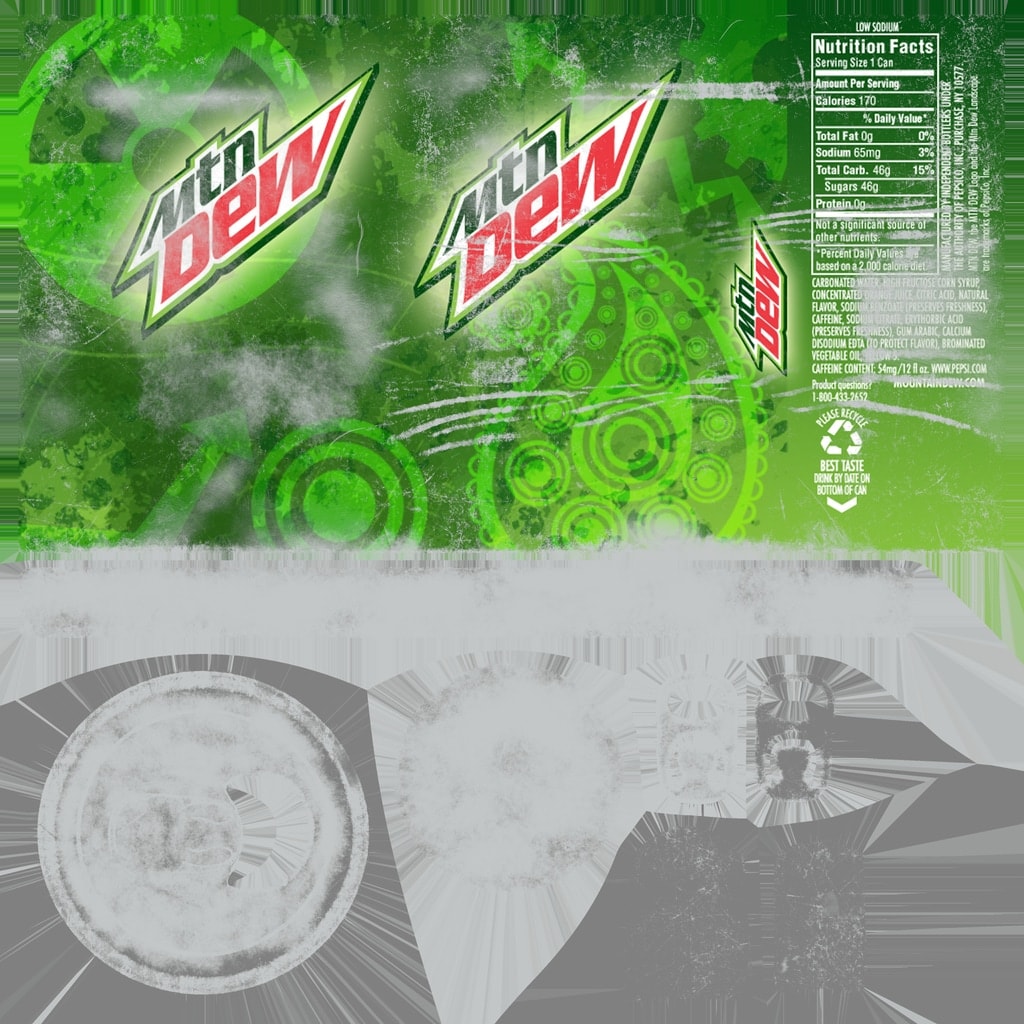 Mtn
DEW
Mtn
DEW
Mtn
DEW
LOW SODIUM
Nutrition Facts
Serving Size 1 Can
Amount Per Serving
Calories 170
% Daily Value*
Total Fat 0g 0%
Sodium 65mg 3%
Total Carb. 46g 15%
Sugars 46g
Protein 0g
Not a significant source of
other nutrients.
*Percent Daily Values are
based on a 2,000 calorie diet.
MANUFACTURED BY INDEPENDENT BOTTLERS UNDER
THE AUTHORITY OF PEPSICO, INC., PURCHASE, NY 10577.
MTN DEW, the MTN DEW Logo and the Mtn Dew Landscape
are trademarks of PepsiCo, Inc.
CARBONATED WATER, HIGH FRUCTOSE CORN SYRUP,
CONCENTRATED ORANGE JUICE, CITRIC ACID, NATURAL
FLAVOR, SODIUM BENZOATE (PRESERVES FRESHNESS),
CAFFEINE, SODIUM CITRATE, ERYTHORBIC ACID
(PRESERVES FRESHNESS), GUM ARABIC, CALCIUM
DISODIUM EDTA (TO PROTECT FLAVOR), BROMINATED
VEGETABLE OIL, YELLOW 5.
CAFFEINE CONTENT: 54mg/12 fl oz. WWW.PEPSI.COM
Product questions? MOUNTAINDEW.COM
1-800-433-2652
PLEASE RECYCLE
BEST TASTE
DRINK BY DATE ON
BOTTOM OF CAN